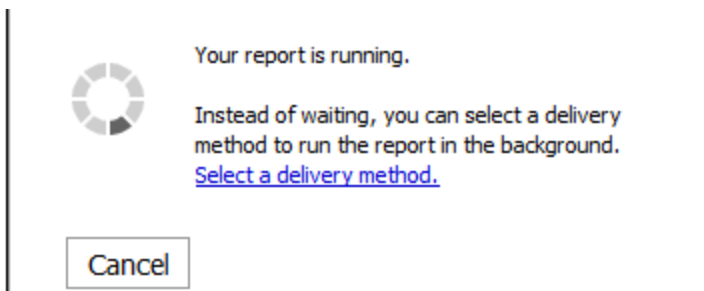 Your report is running.
Instead of waiting, you can select a delivery
method to run the report in the background.
Select a delivery method.
Cancel